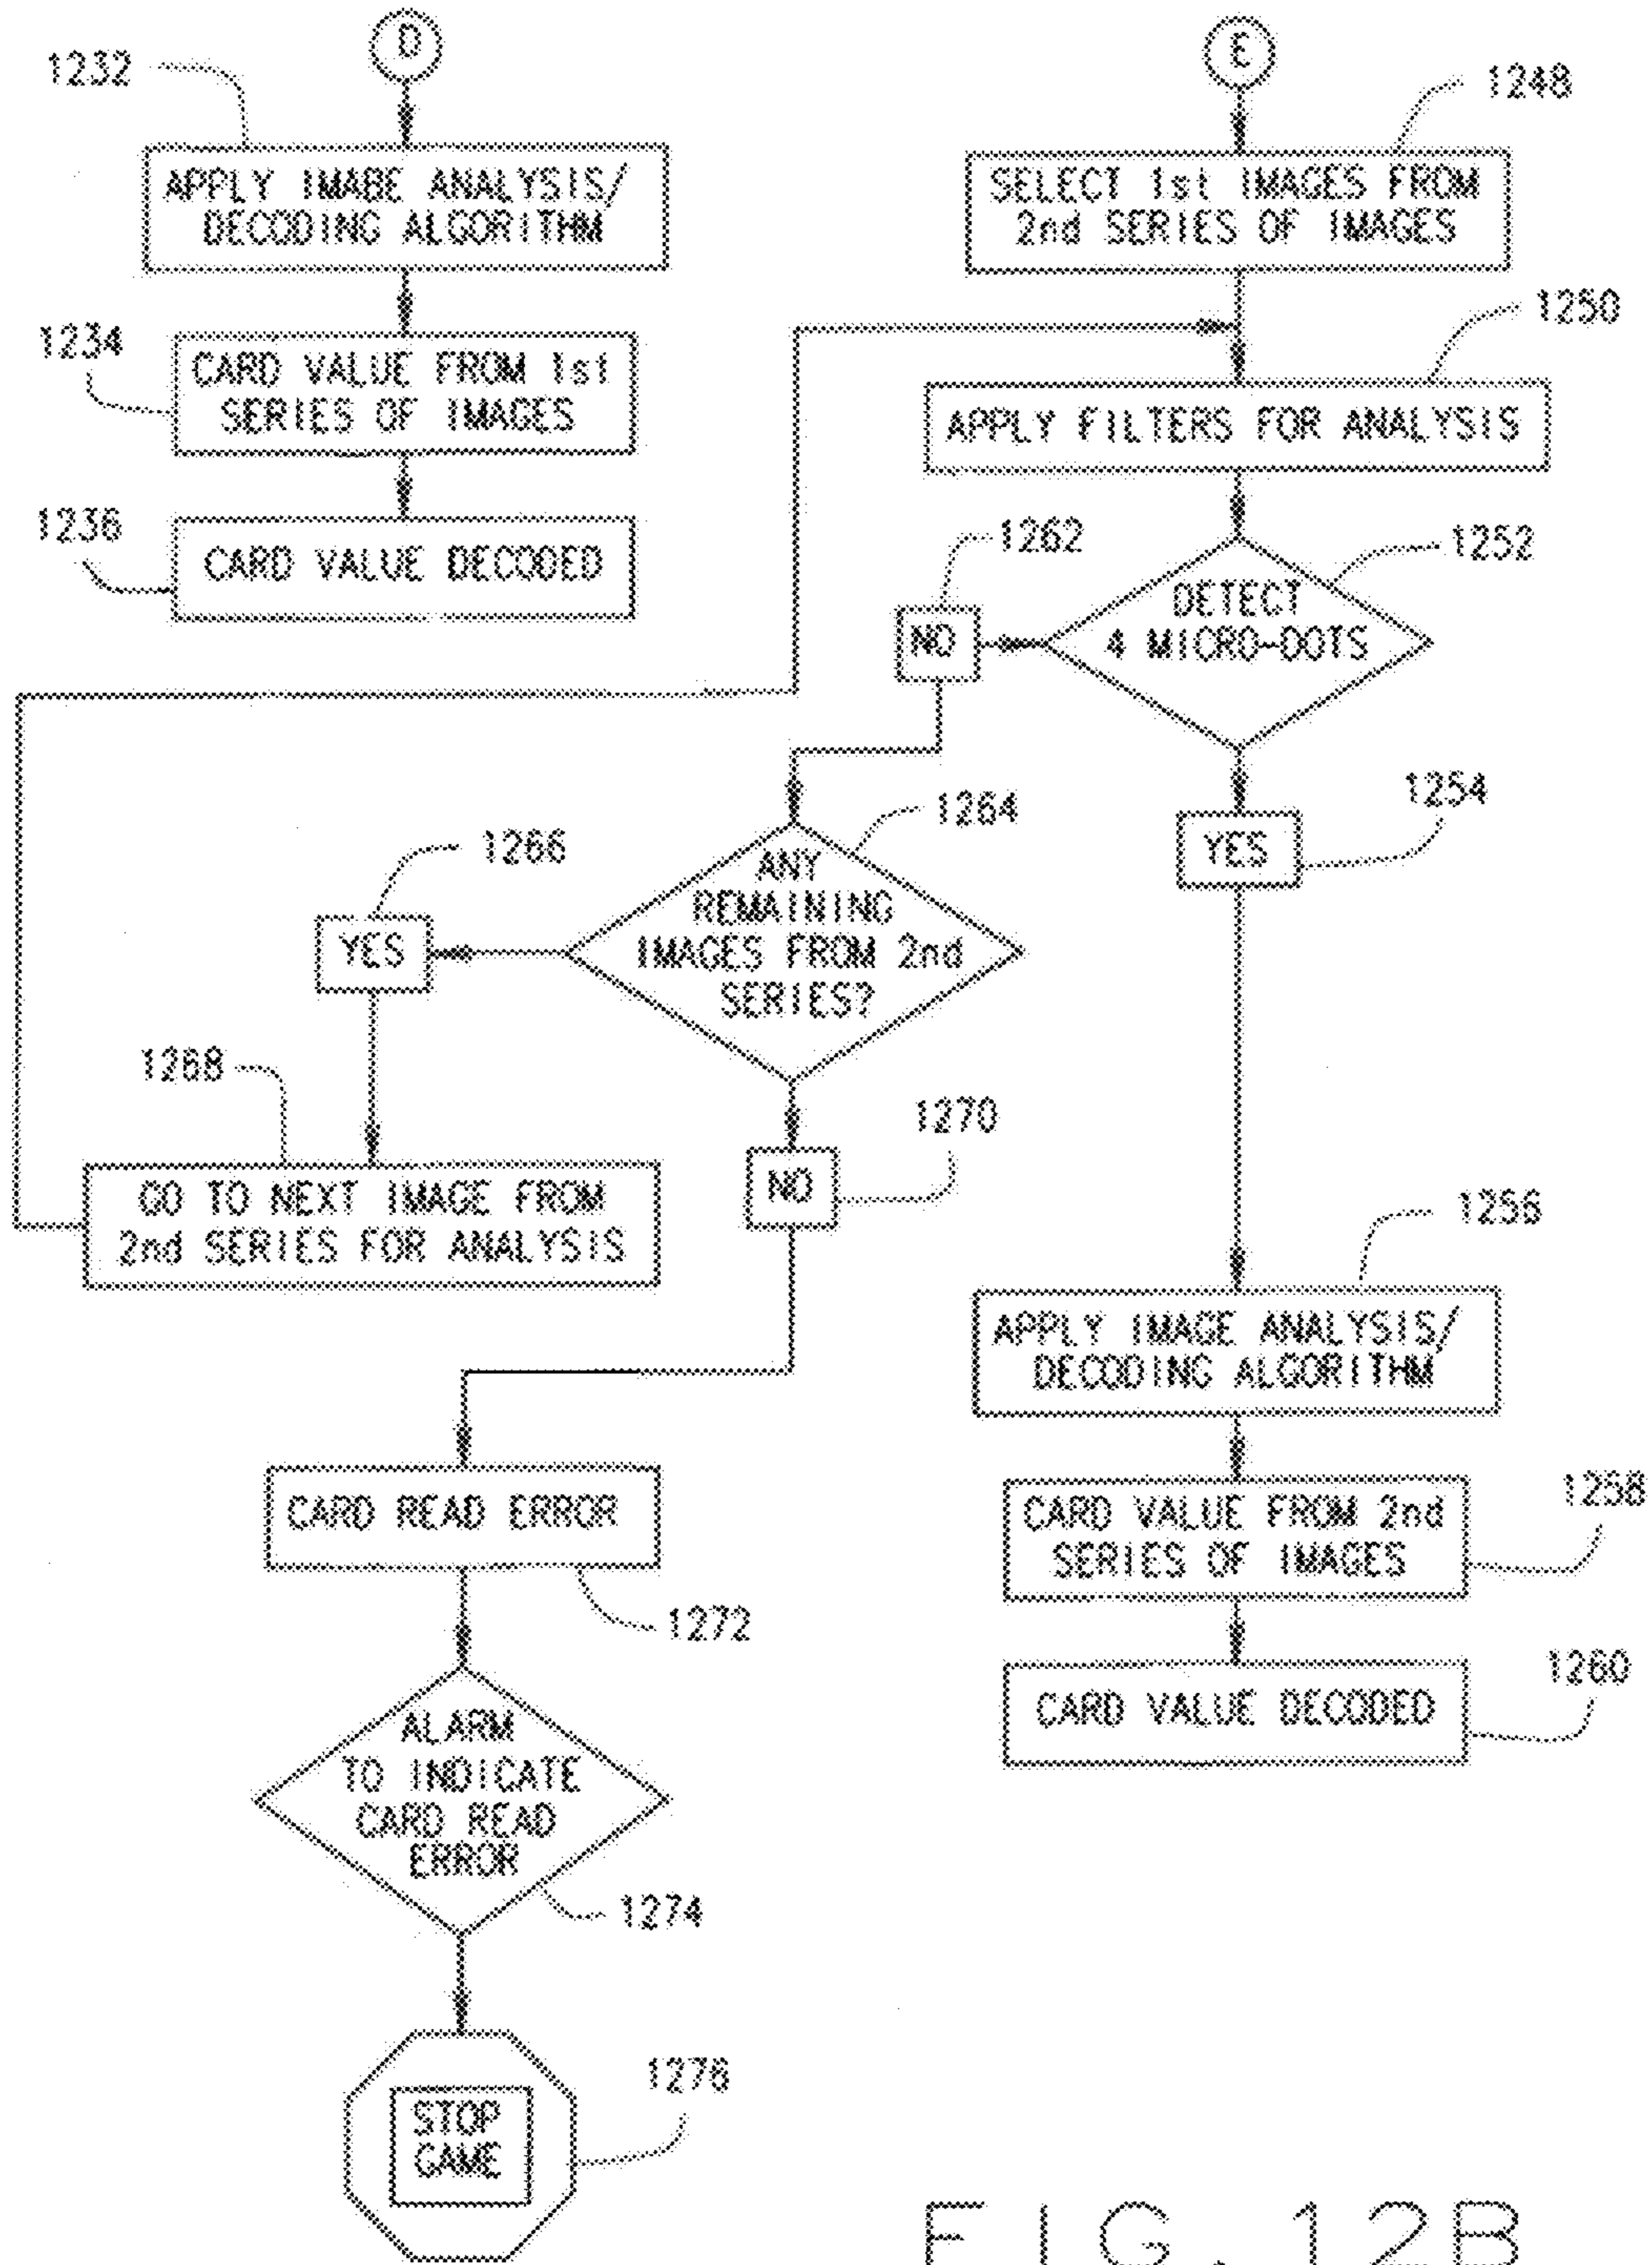 D
1232
APPLY IMABE ANALYSIS/
DECODING ALGORITHM
1234
CARD VALUE FROM 1st
SERIES OF IMAGES
1236
CARD VALUE DECODED
E
1248
SELECT 1st IMAGES FROM
2nd SERIES OF IMAGES
1250
APPLY FILTERS FOR ANALYSIS
1252
DETECT
4 MICRO-DOTS
1262
NO
1254
YES
1264
ANY
REMAINING
IMAGES FROM 2nd
SERIES?
1266
YES
1268
GO TO NEXT IMAGE FROM
2nd SERIES FOR ANALYSIS
1270
NO
1256
APPLY IMAGE ANALYSIS/
DECODING ALGORITHM
1258
CARD VALUE FROM 2nd
SERIES OF IMAGES
1260
CARD VALUE DECODED
CARD READ ERROR
1272
ALARM
TO INDICATE
CARD READ
ERROR
1274
1276
STOP
GAME
FIG. 12B